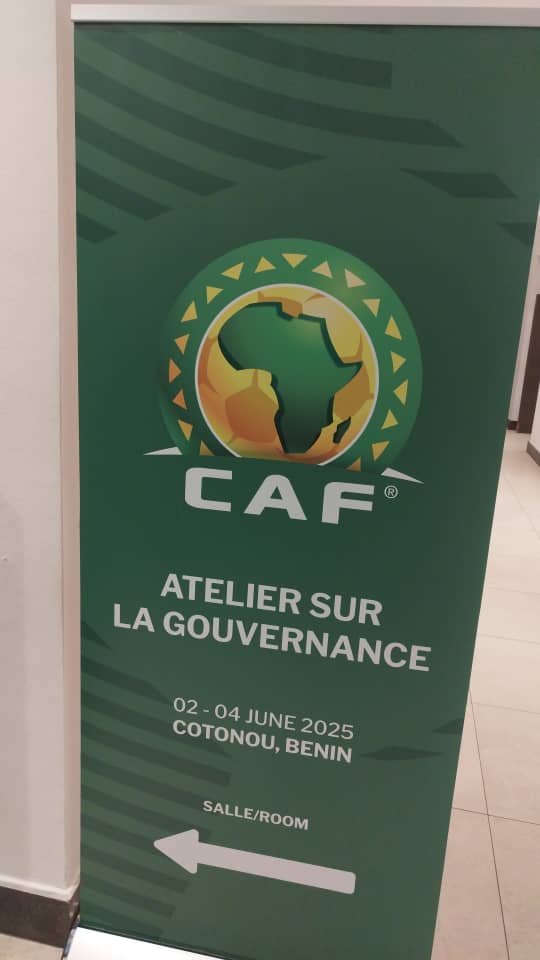 CAF®
ATELIER SUR
LA GOUVERNANCE
02 - 04 JUNE 2025
COTONOU, BENIN
SALLE/ROOM